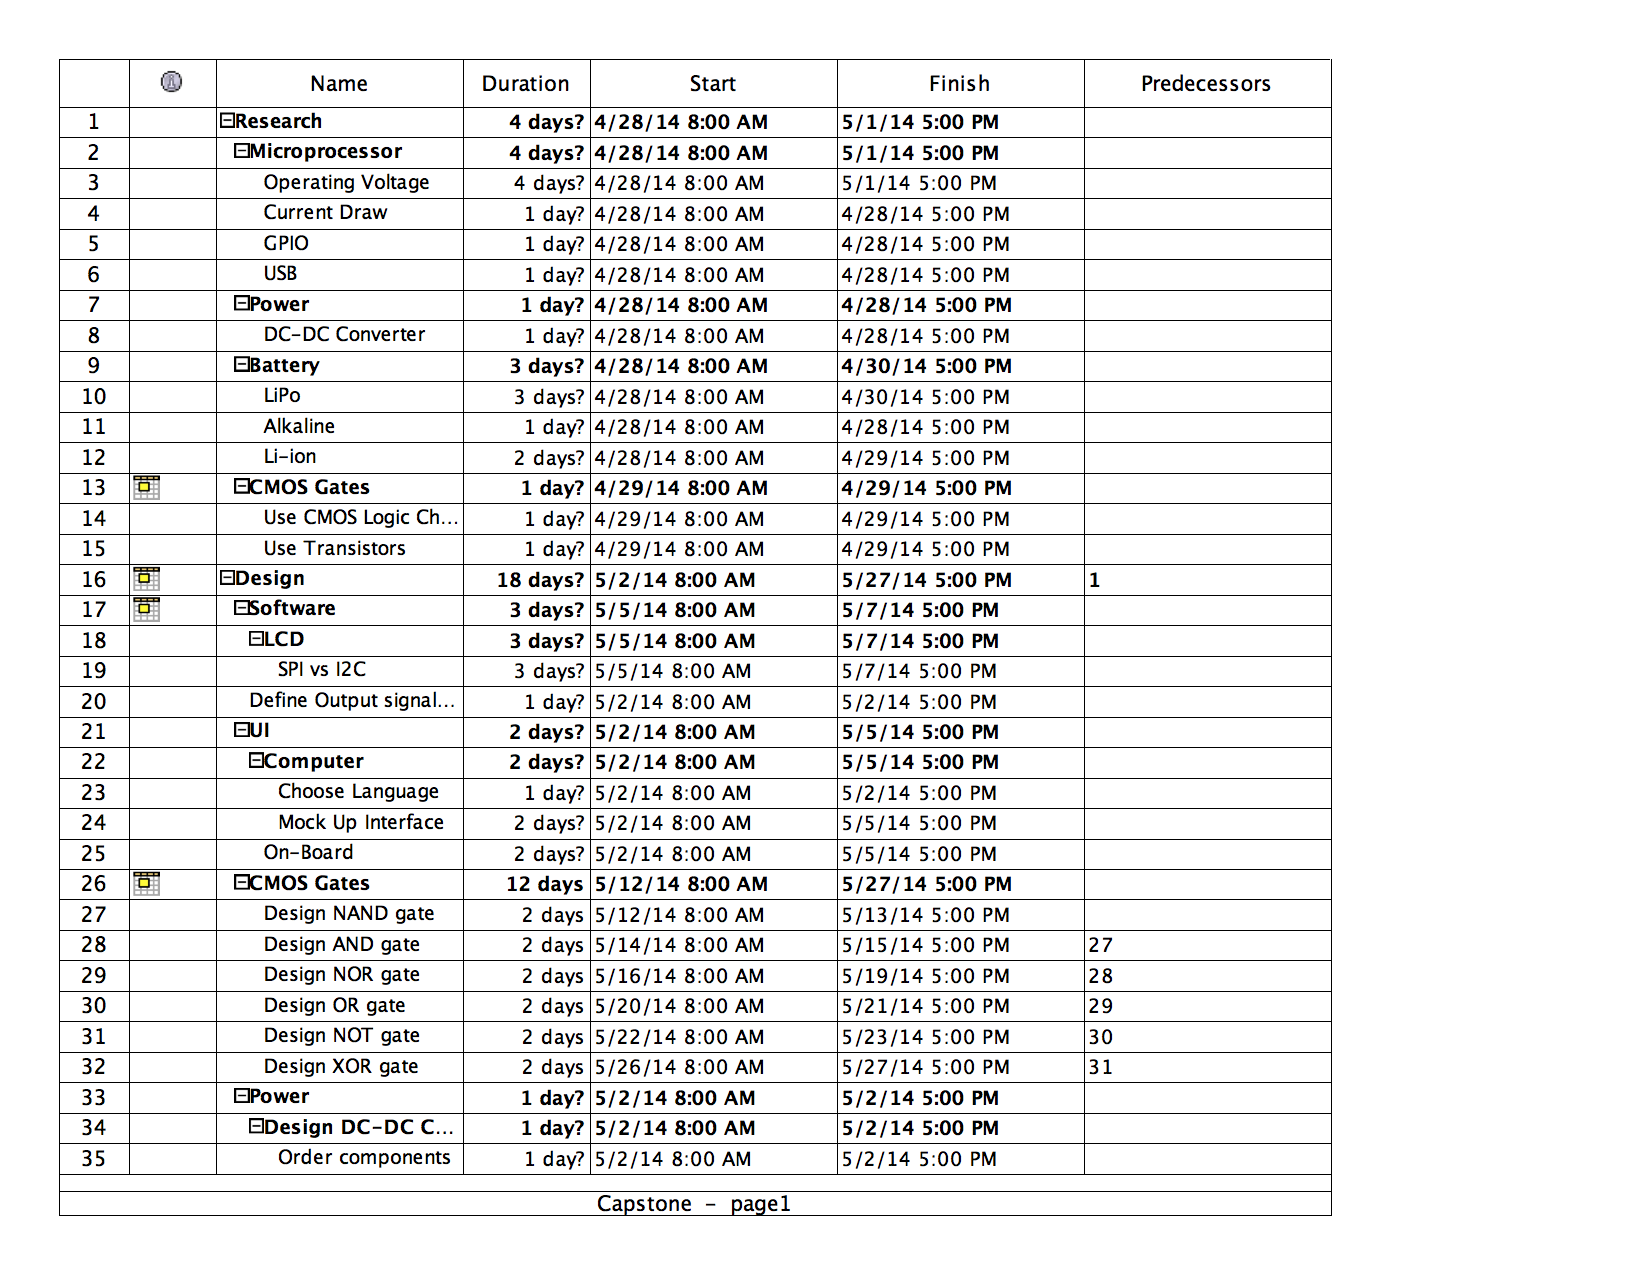 Name Duration Start Finish Predecessors
1 Research 4 days? 4/28/14 8:00 AM 5/1/14 5:00 PM
2 Microprocessor 4 days? 4/28/14 8:00 AM 5/1/14 5:00 PM
3 Operating Voltage 4 days? 4/28/14 8:00 AM 5/1/14 5:00 PM
4 Current Draw 1 day? 4/28/14 8:00 AM 4/28/14 5:00 PM
5 GPIO 1 day? 4/28/14 8:00 AM 4/28/14 5:00 PM
6 USB 1 day? 4/28/14 8:00 AM 4/28/14 5:00 PM
7 Power 1 day? 4/28/14 8:00 AM 4/28/14 5:00 PM
8 DC-DC Converter 1 day? 4/28/14 8:00 AM 4/28/14 5:00 PM
9 Battery 3 days? 4/28/14 8:00 AM 4/30/14 5:00 PM
10 LiPo 3 days? 4/28/14 8:00 AM 4/30/14 5:00 PM
11 Alkaline 1 day? 4/28/14 8:00 AM 4/28/14 5:00 PM
12 Li-ion 2 days? 4/28/14 8:00 AM 4/29/14 5:00 PM
13 CMOS Gates 1 day? 4/29/14 8:00 AM 4/29/14 5:00 PM
14 Use CMOS Logic Ch... 1 day? 4/29/14 8:00 AM 4/29/14 5:00 PM
15 Use Transistors 1 day? 4/29/14 8:00 AM 4/29/14 5:00 PM
16 Design 18 days? 5/2/14 8:00 AM 5/27/14 5:00 PM 1
17 Software 3 days? 5/5/14 8:00 AM 5/7/14 5:00 PM
18 LCD 3 days? 5/5/14 8:00 AM 5/7/14 5:00 PM
19 SPI vs I2C 3 days? 5/5/14 8:00 AM 5/7/14 5:00 PM
20 Define Output signal... 1 day? 5/2/14 8:00 AM 5/2/14 5:00 PM
21 UI 2 days? 5/2/14 8:00 AM 5/5/14 5:00 PM
22 Computer 2 days? 5/2/14 8:00 AM 5/5/14 5:00 PM
23 Choose Language 1 day? 5/2/14 8:00 AM 5/2/14 5:00 PM
24 Mock Up Interface 2 days? 5/2/14 8:00 AM 5/5/14 5:00 PM
25 On-Board 2 days? 5/2/14 8:00 AM 5/5/14 5:00 PM
26 CMOS Gates 12 days 5/12/14 8:00 AM 5/27/14 5:00 PM
27 Design NAND gate 2 days 5/12/14 8:00 AM 5/13/14 5:00 PM
28 Design AND gate 2 days 5/14/14 8:00 AM 5/15/14 5:00 PM 27
29 Design NOR gate 2 days 5/16/14 8:00 AM 5/19/14 5:00 PM 28
30 Design OR gate 2 days 5/20/14 8:00 AM 5/21/14 5:00 PM 29
31 Design NOT gate 2 days 5/22/14 8:00 AM 5/23/14 5:00 PM 30
32 Design XOR gate 2 days 5/26/14 8:00 AM 5/27/14 5:00 PM 31
33 Power 1 day? 5/2/14 8:00 AM 5/2/14 5:00 PM
34 Design DC-DC C... 1 day? 5/2/14 8:00 AM 5/2/14 5:00 PM
35 Order components 1 day? 5/2/14 8:00 AM 5/2/14 5:00 PM
Capstone - page1